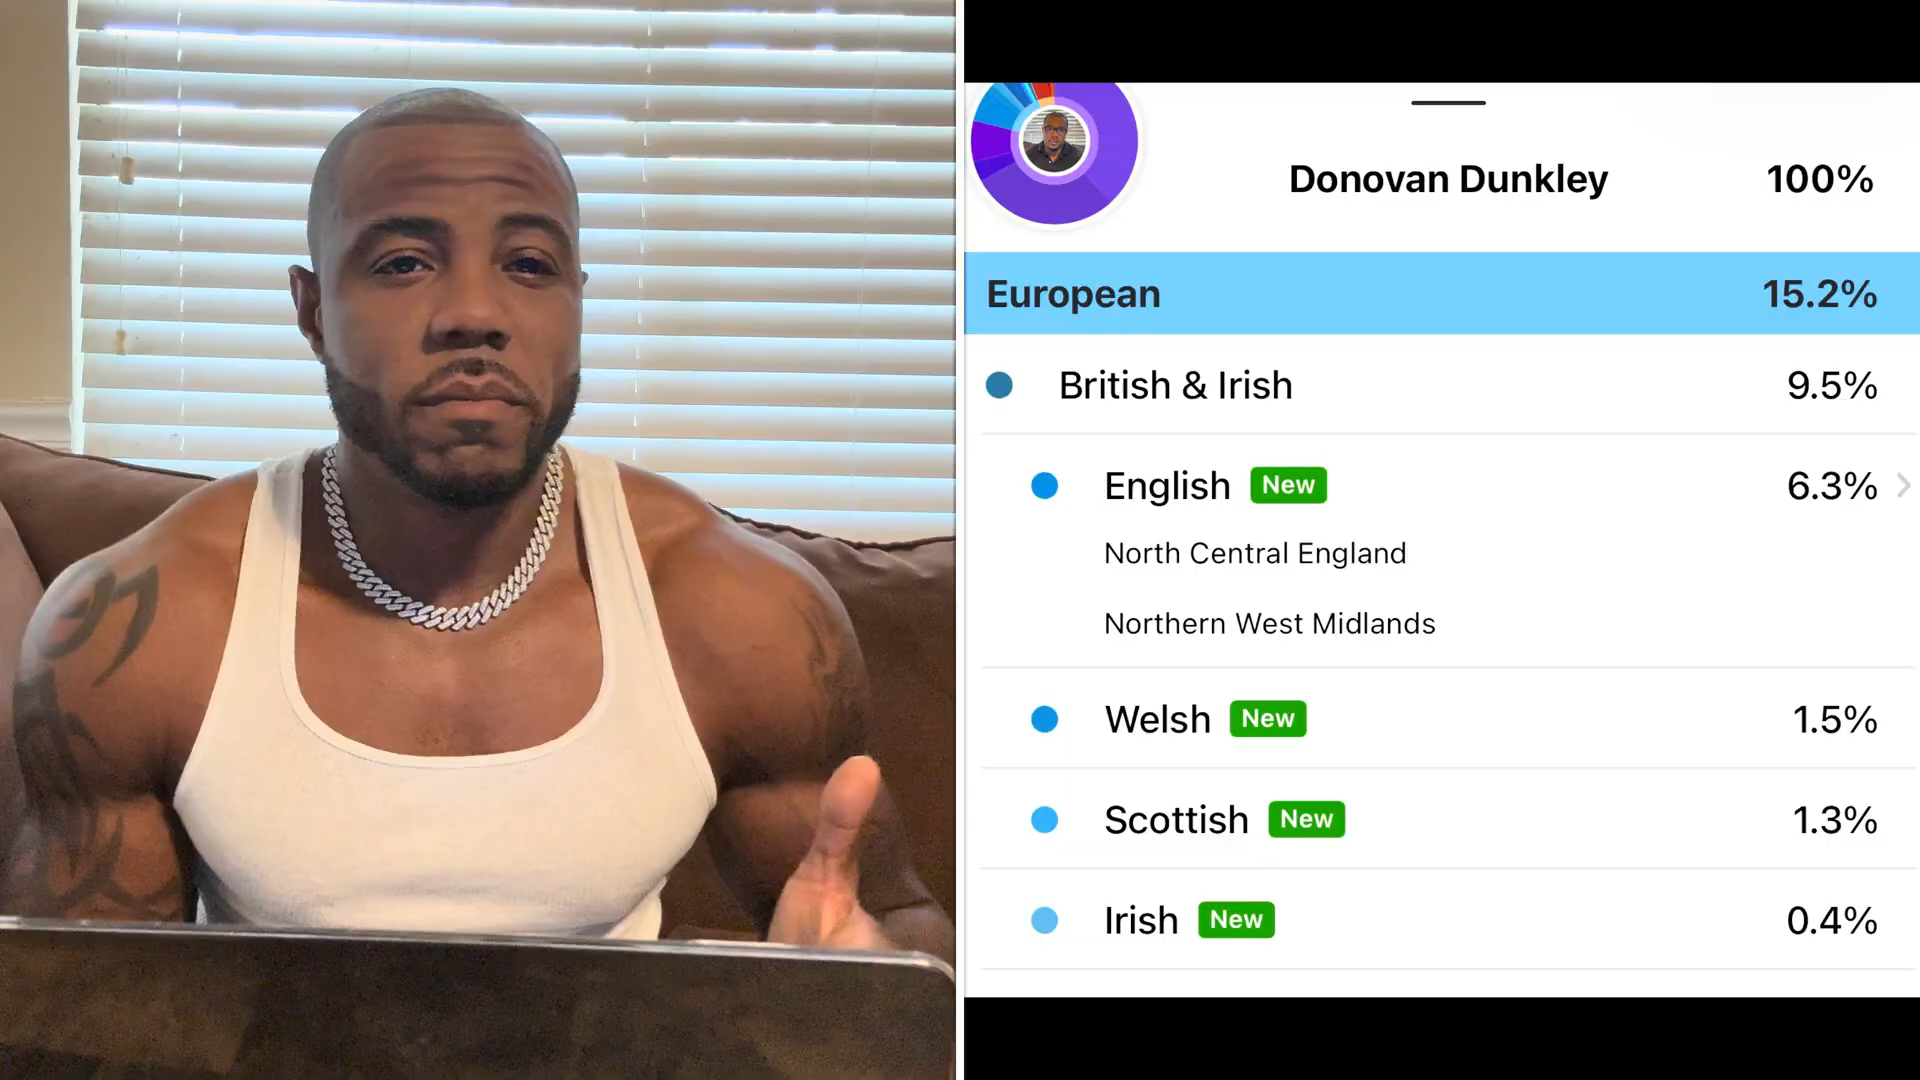 Donovan Dunkley 100%
European 15.2%
British & Irish 9.5%
English New 6.3%
North Central England
Northern West Midlands
Welsh New 1.5%
Scottish New 1.3%
Irish New 0.4%